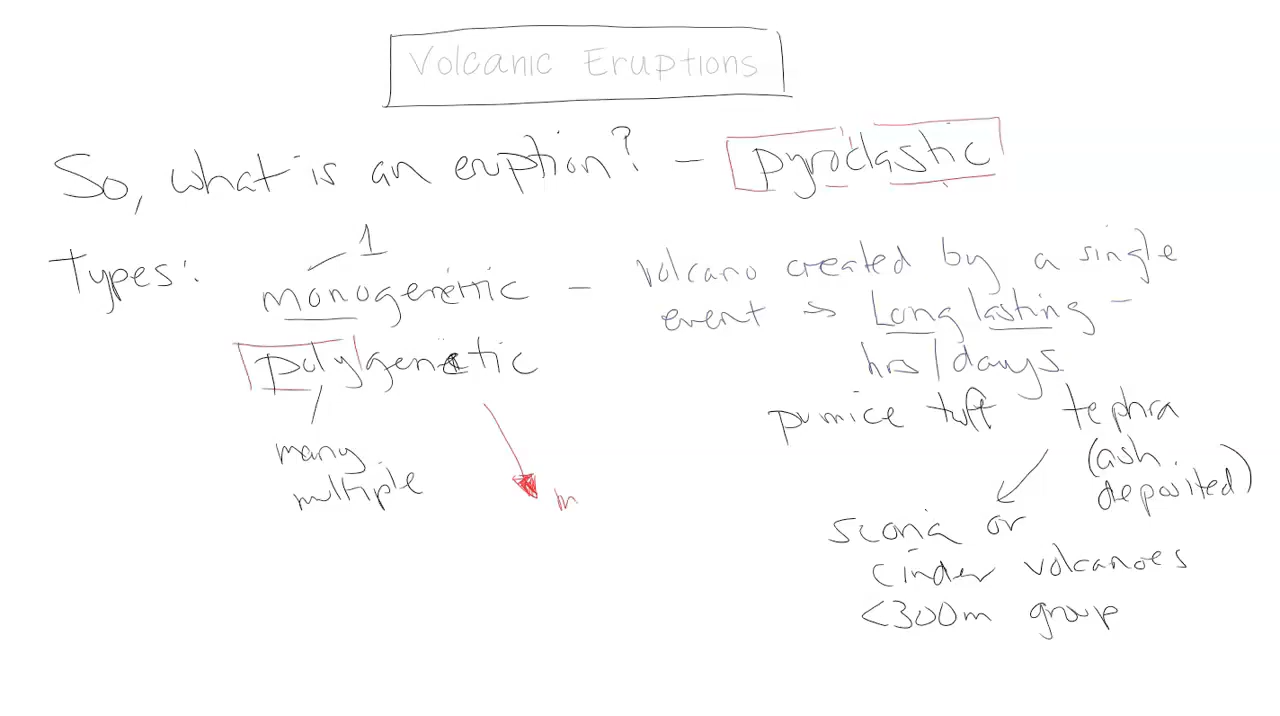 Volcanic Eruptions
So, what is an eruption? - pyroclastic
Types:
1
monogenettic - volcano created by a single
event → Long lasting -
hrs/days
polygenetic
many
multiple
pumice tuff tephra
(ash
deposited)
scoria or
cinder volcanoes
<300m group